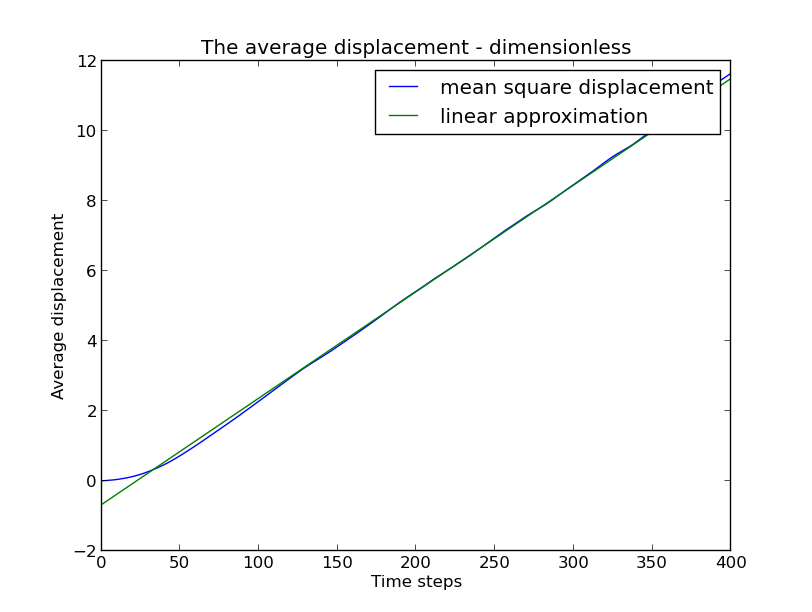 The average displacement - dimensionless
mean square displacement
linear approximation
12
10
8
6
4
2
0
−2
Average displacement
0 50 100 150 200 250 300 350 400
Time steps